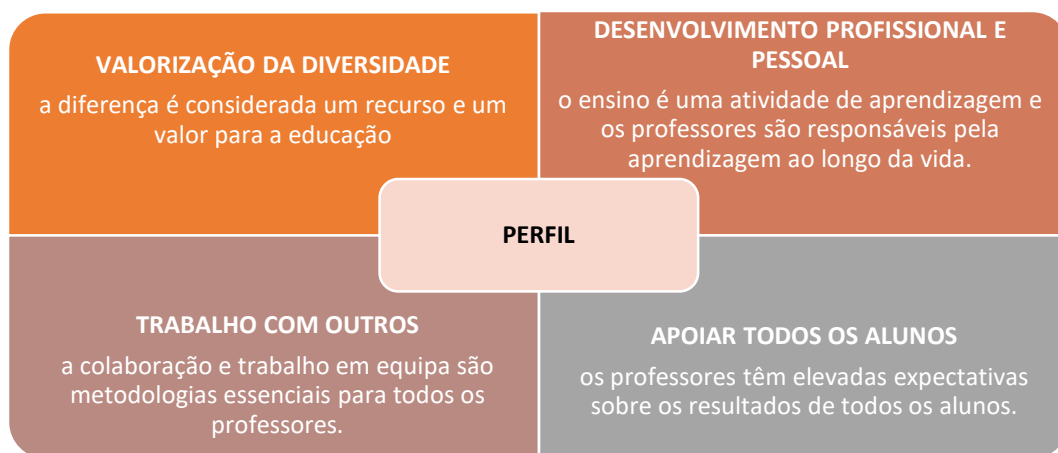 VALORIZAÇÃO DA DIVERSIDADE
a diferença é considerada um recurso e um
valor para a educação
DESENVOLVIMENTO PROFISSIONAL E
PESSOAL
o ensino é uma atividade de aprendizagem e
os professores são responsáveis pela
aprendizagem ao longo da vida.
PERFIL
TRABALHO COM OUTROS
a colaboração e trabalho em equipa são
metodologias essenciais para todos os
professores.
APOIAR TODOS OS ALUNOS
os professores têm elevadas expectativas
sobre os resultados de todos os alunos.